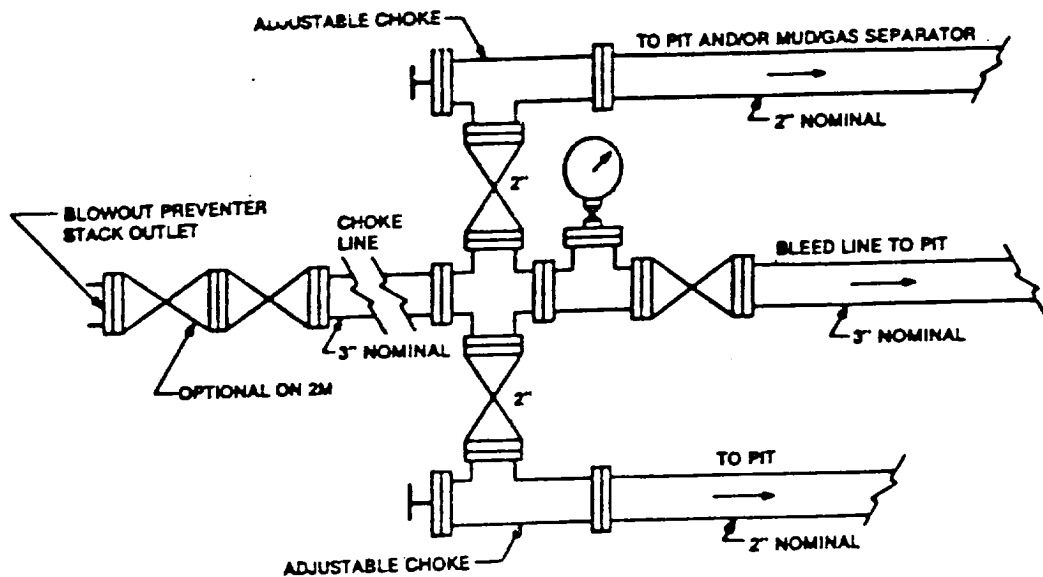 ADJUSTABLE CHOKE
TO PIT AND/OR MUD/GAS SEPARATOR
2" NOMINAL
2"
BLOWOUT PREVENTER
STACK OUTLET
CHOKE
LINE
BLEED LINE TO PIT
3" NOMINAL
3" NOMINAL
OPTIONAL ON 2M
2"
TO PIT
2" NOMINAL
ADJUSTABLE CHOKE